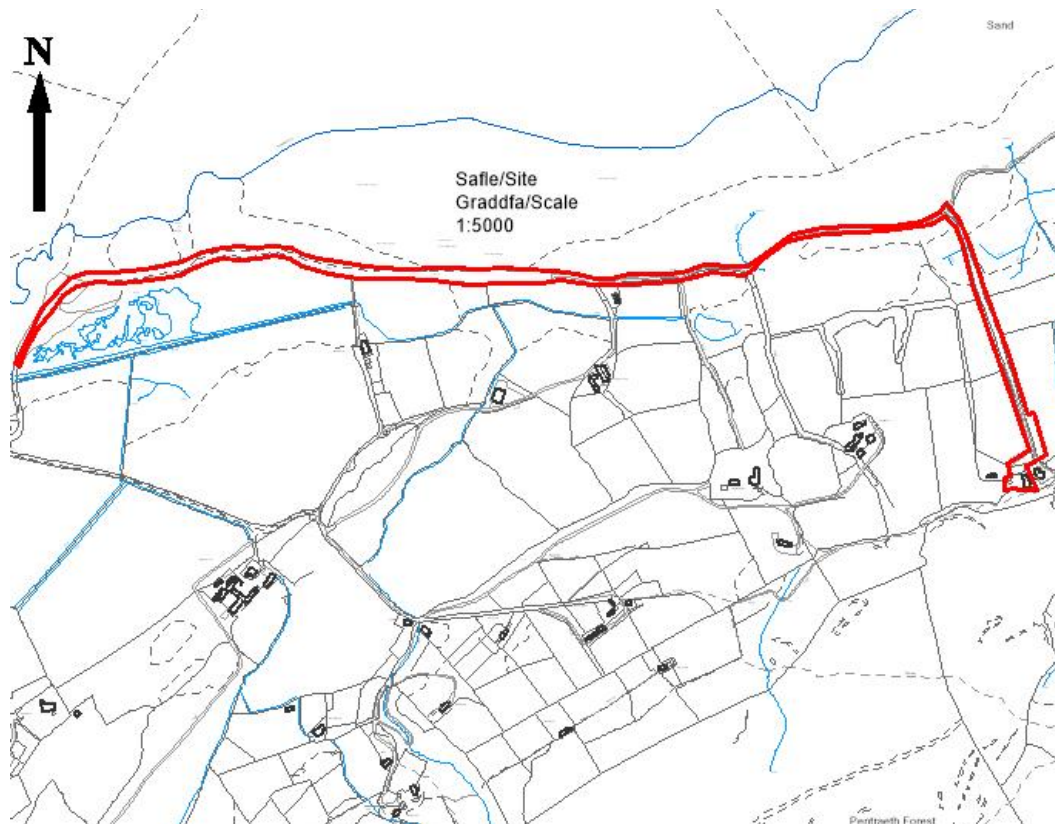 Sand
N
Safle/Site
Graddfa/Scale
1:5000
Pentraeth Forest